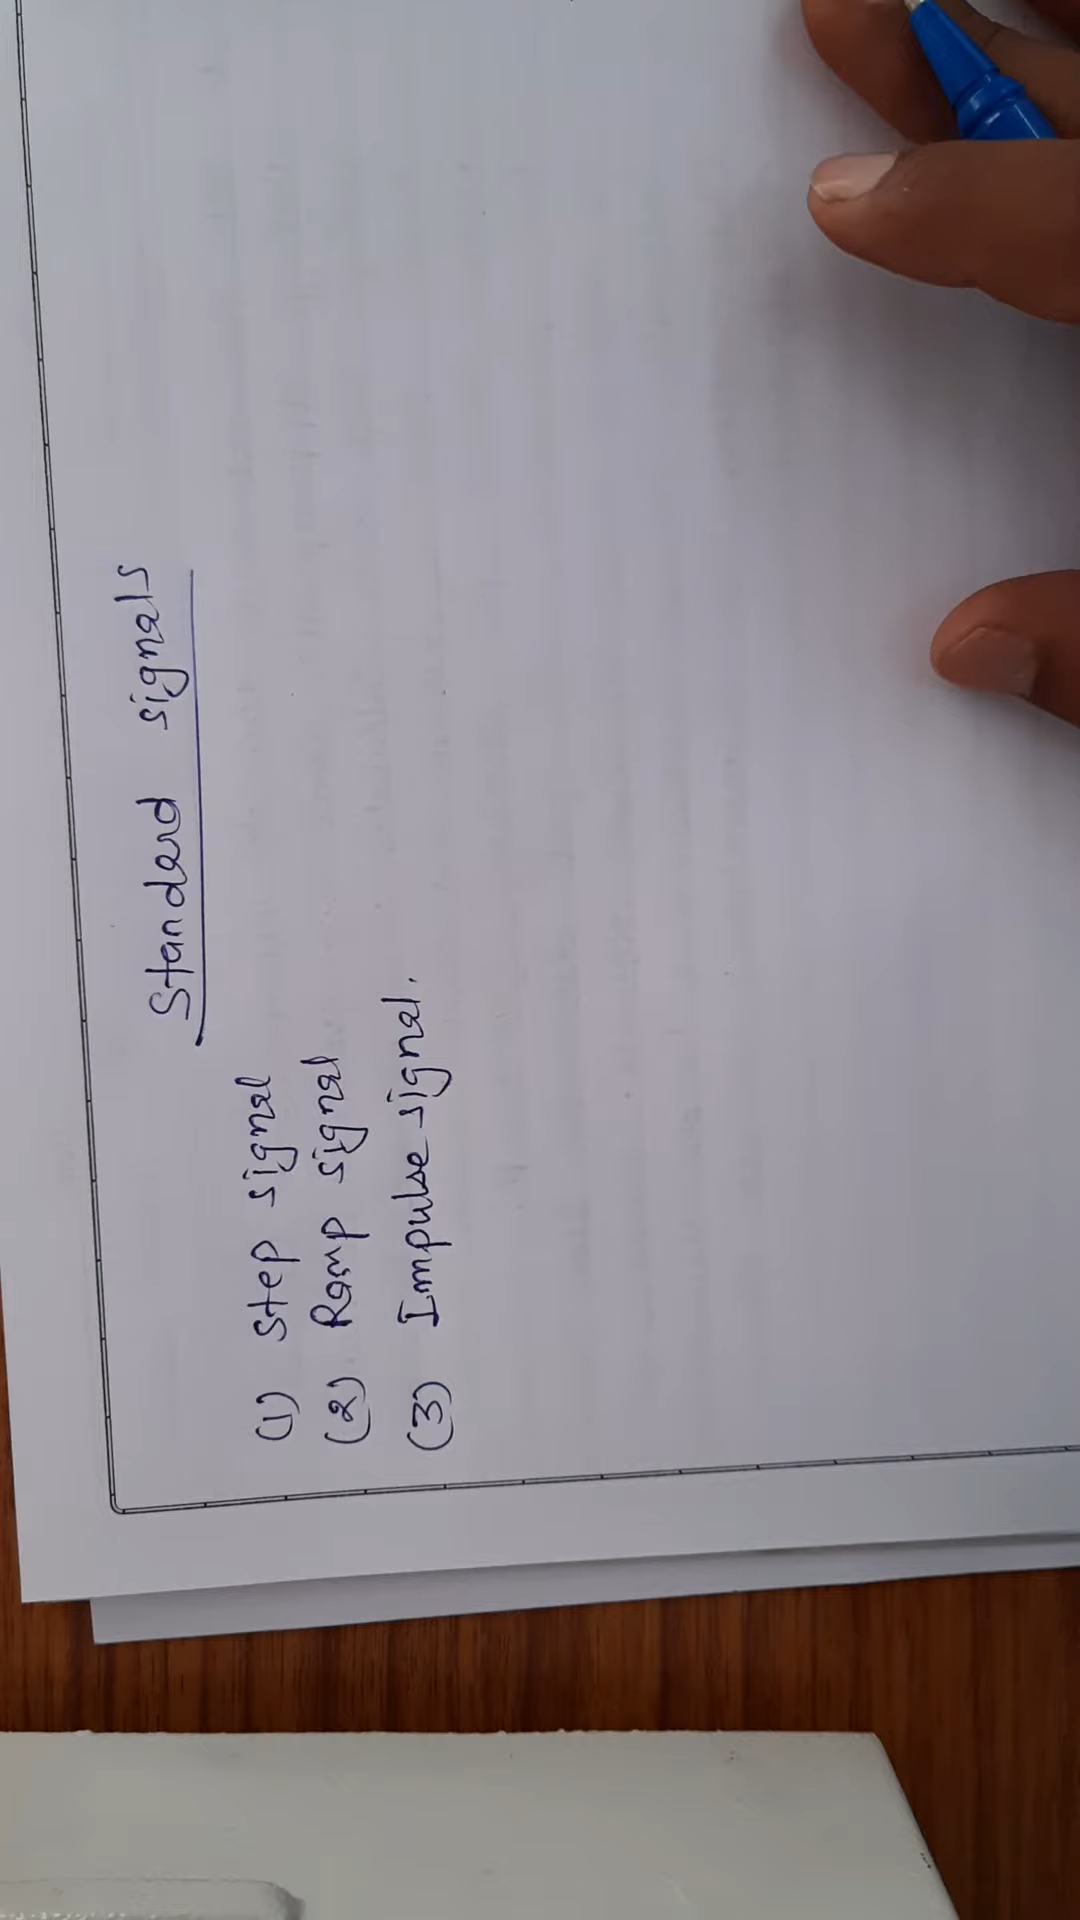 Standard signals
(1) Step signal
(2) Ramp signal
(3) Impulse signal.